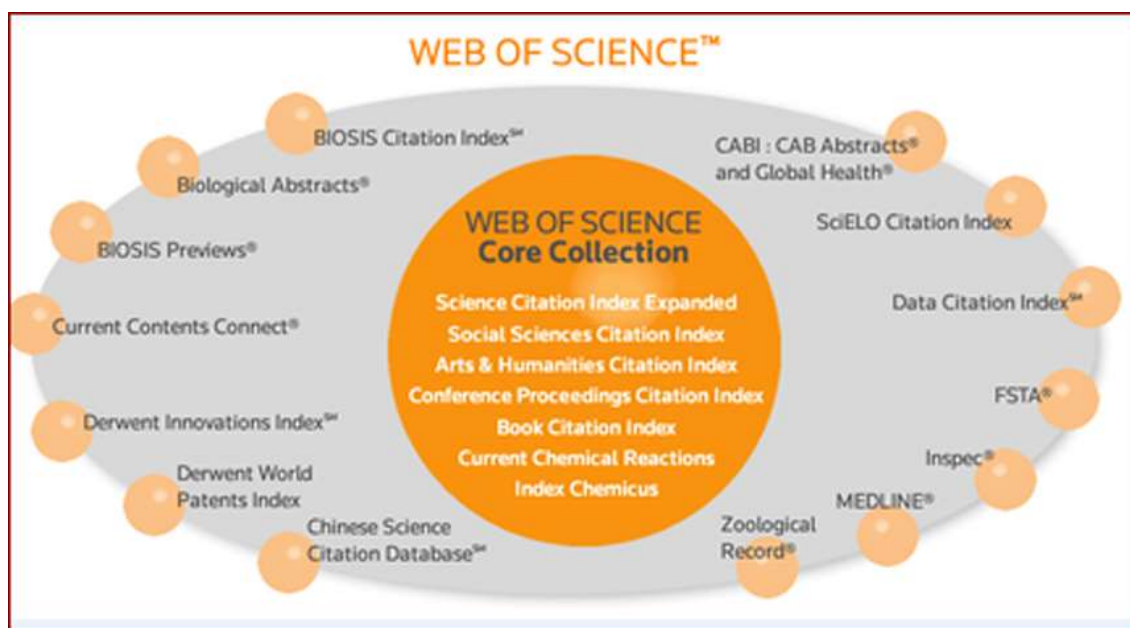 WEB OF SCIENCE™
BIOSIS Citation Index℠
Biological Abstracts®
BIOSIS Previews®
Current Contents Connect®
Derwent Innovations Index℠
Derwent World
Patents Index
Chinese Science
Citation Database℠
WEB OF SCIENCE
Core Collection
Science Citation Index Expanded
Social Sciences Citation Index
Arts & Humanities Citation Index
Conference Proceedings Citation Index
Book Citation Index
Current Chemical Reactions
Index Chemicus
CABI : CAB Abstracts®
and Global Health®
SciELO Citation Index
Data Citation Index℠
FSTA®
Inspec®
MEDLINE®
Zoological
Record®